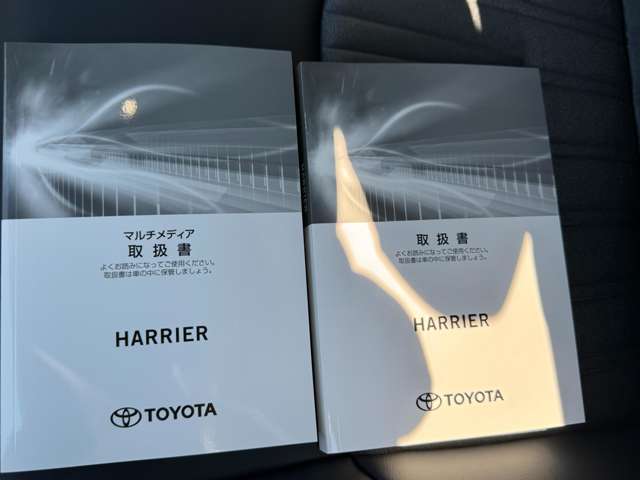 マルチメディア
取扱書
よくお読みになってご使用ください。
取扱書は車の中に保管しましょう。
HARRIER
TOYOTA
取扱書
よくお読みになってご使用ください。
取扱書は車の中に保管しましょう。
HARRIER
TOYOTA